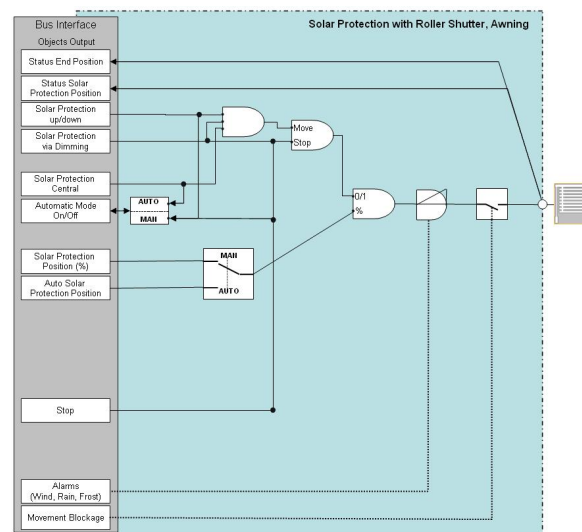 Bus Interface
Solar Protection with Roller Shutter, Awning
Objects Output
Status End Position
Status Solar
Protection Position
Solar Protection
up/down
Solar Protection
via Dimming
Move
Stop
Solar Protection
Central
Automatic Mode
On/Off
AUTO
MAN
0/1
%
Solar Protection
Position (%)
Auto Solar
Protection Position
MAN
AUTO
Stop
Alarms
(Wind, Rain, Frost)
Movement Blockage